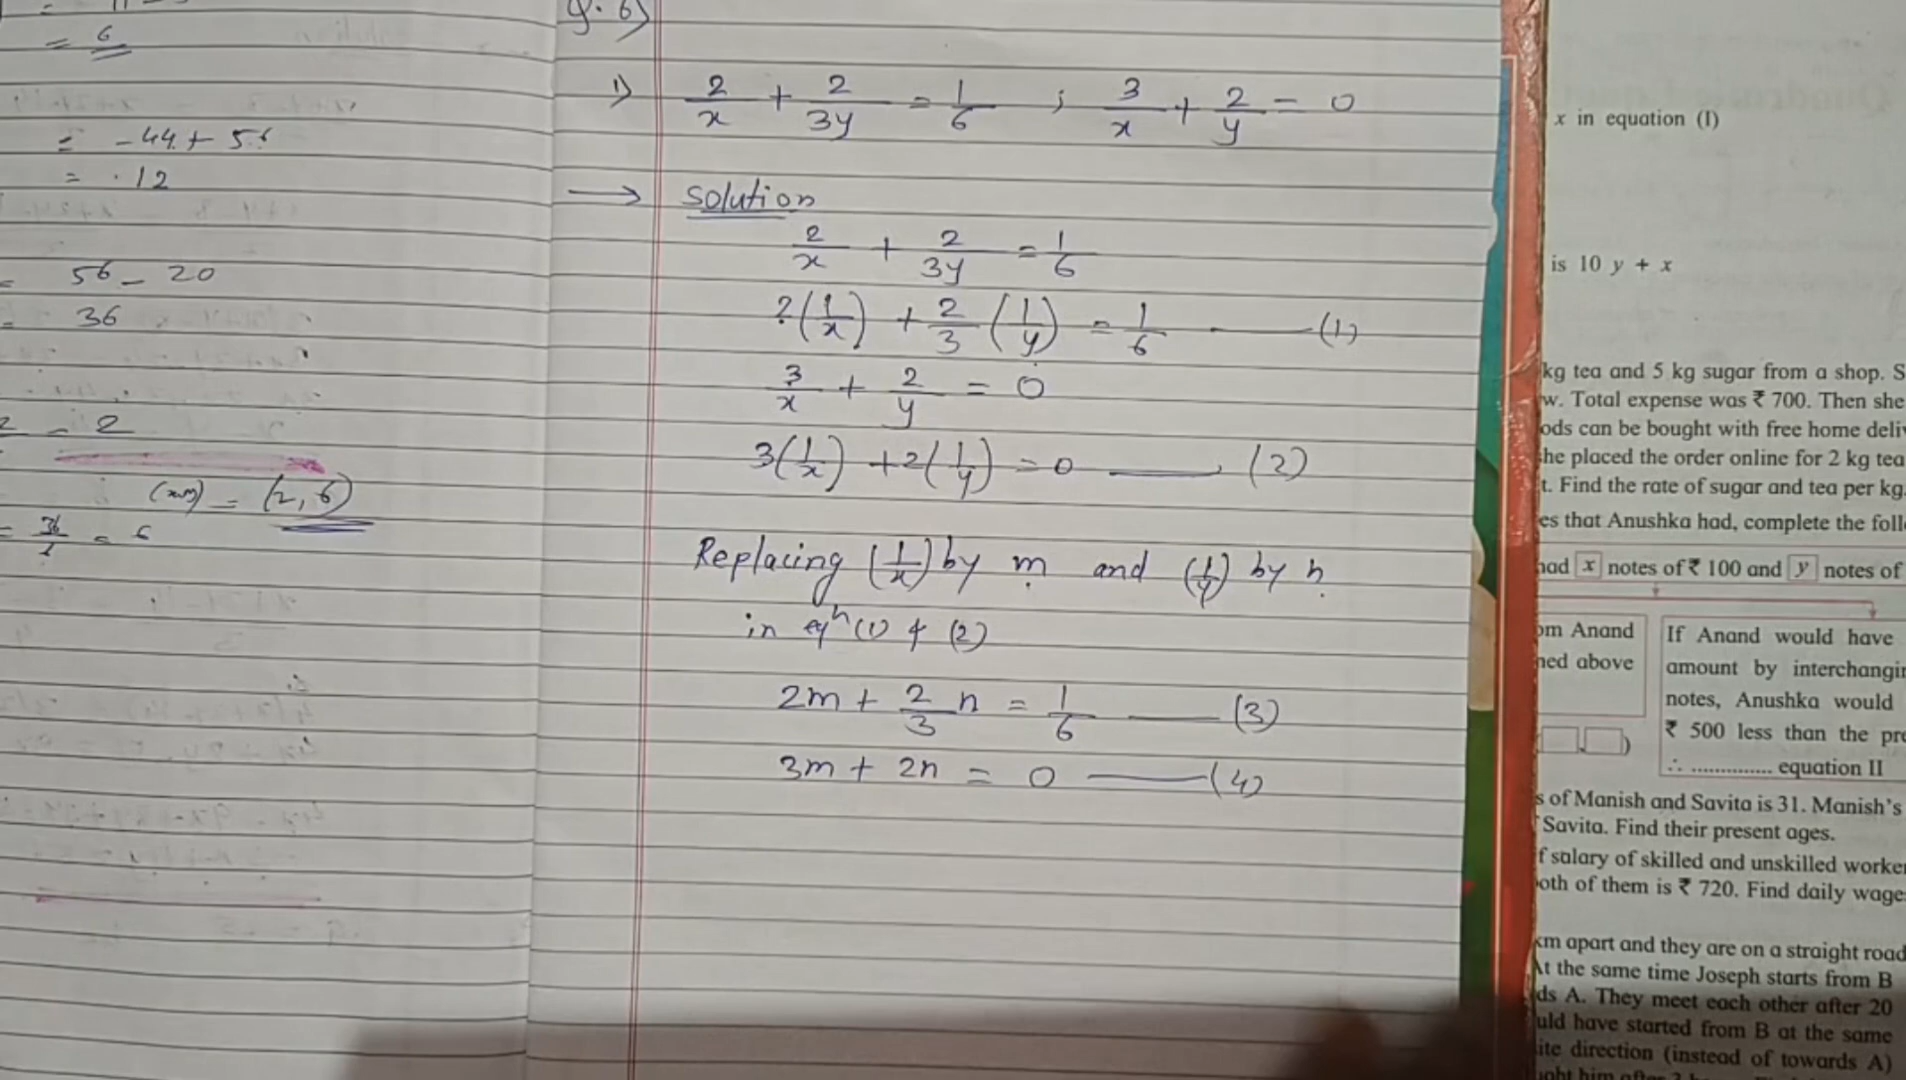 = 6
= -44 + 56
= 12
56 - 20
36
= 2
= (2, 6)
= 36/6 = 6
Q. 6)
1) 2/x + 2/3y = 1/6 ; 3/x + 2/y = 0
→ Solution
2/x + 2/3y = 1/6
2(1/x) + 2/3 (1/y) = 1/6 —— (1)
3/x + 2/y = 0
3(1/x) + 2(1/y) = 0 —— (2)
Replacing (1/x) by m and (1/y) by n
in eqⁿ (1) & (2)
2m + 2/3 n = 1/6 —— (3)
3m + 2n = 0 —— (4)
x in equation (I)
is 10 y + x
kg tea and 5 kg sugar from a shop. S
w. Total expense was ₹ 700. Then she
ods can be bought with free home deliv
he placed the order online for 2 kg tea
t. Find the rate of sugar and tea per kg.
es that Anushka had, complete the foll
had x notes of ₹ 100 and y notes of
om Anand
ned above
If Anand would have
amount by interchangin
notes, Anushka would
₹ 500 less than the pre
∴ .............. equation II
s of Manish and Savita is 31. Manish's
Savita. Find their present ages.
f salary of skilled and unskilled worker
oth of them is ₹ 720. Find daily wage
km apart and they are on a straight road
At the same time Joseph starts from B
ds A. They meet each other after 20
uld have started from B at the same
ite direction (instead of towards A)